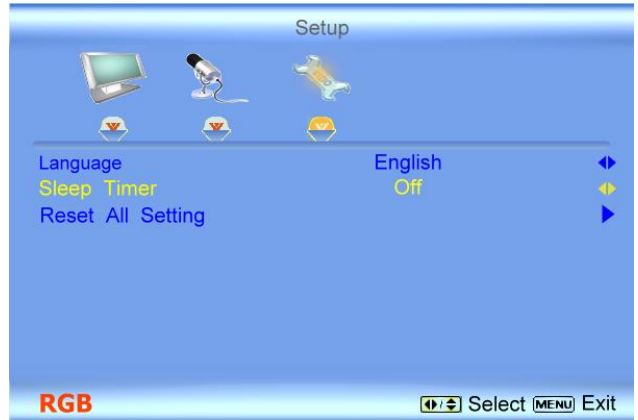 Setup
Language English
Sleep Timer Off
Reset All Setting
RGB Select MENU Exit